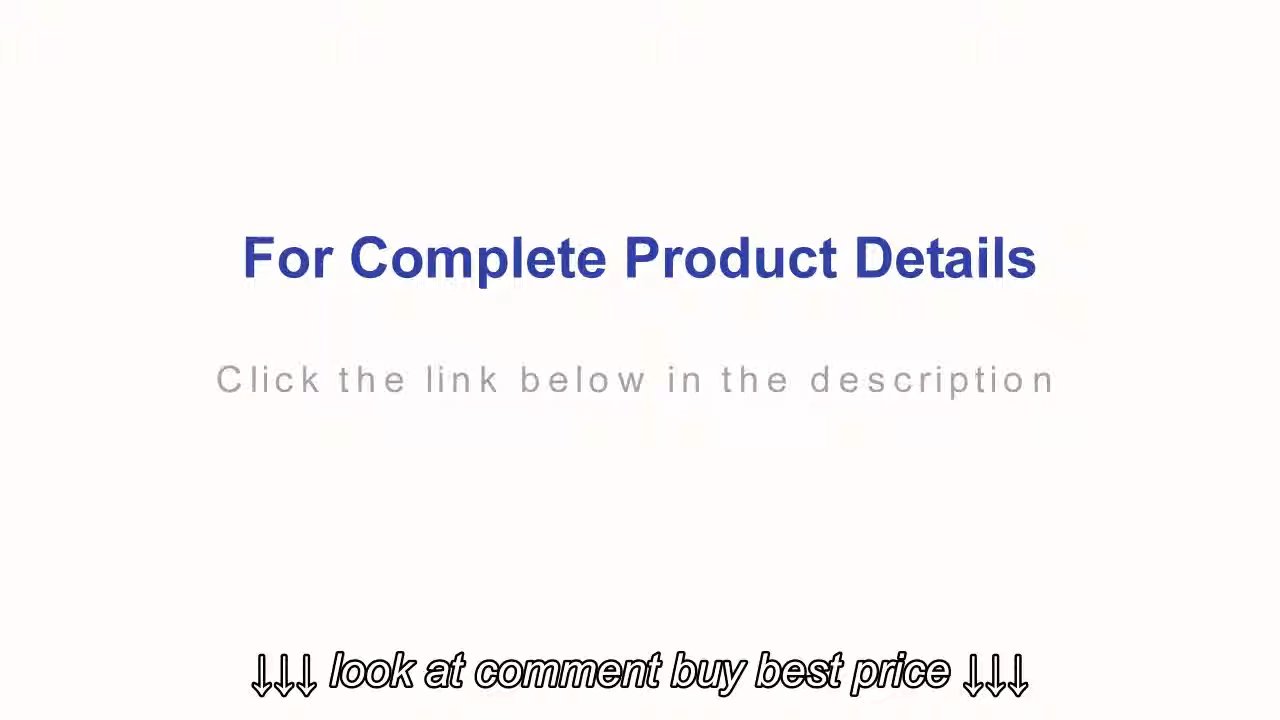 For Complete Product Details
Click the link below in the description
↓↓↓ look at comment buy best price ↓↓↓